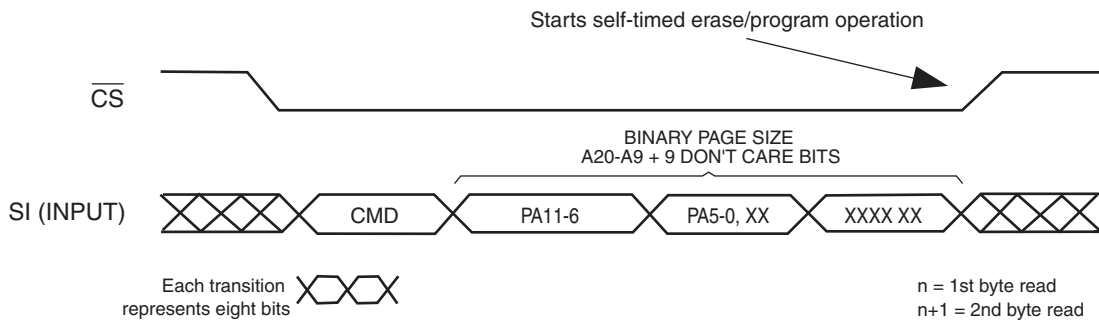 Starts self-timed erase/program operation
CS
BINARY PAGE SIZE
A20-A9 + 9 DON'T CARE BITS
SI (INPUT)
CMD
PA11-6
PA5-0, XX
XXXX XX
Each transition
represents eight bits
n = 1st byte read
n+1 = 2nd byte read